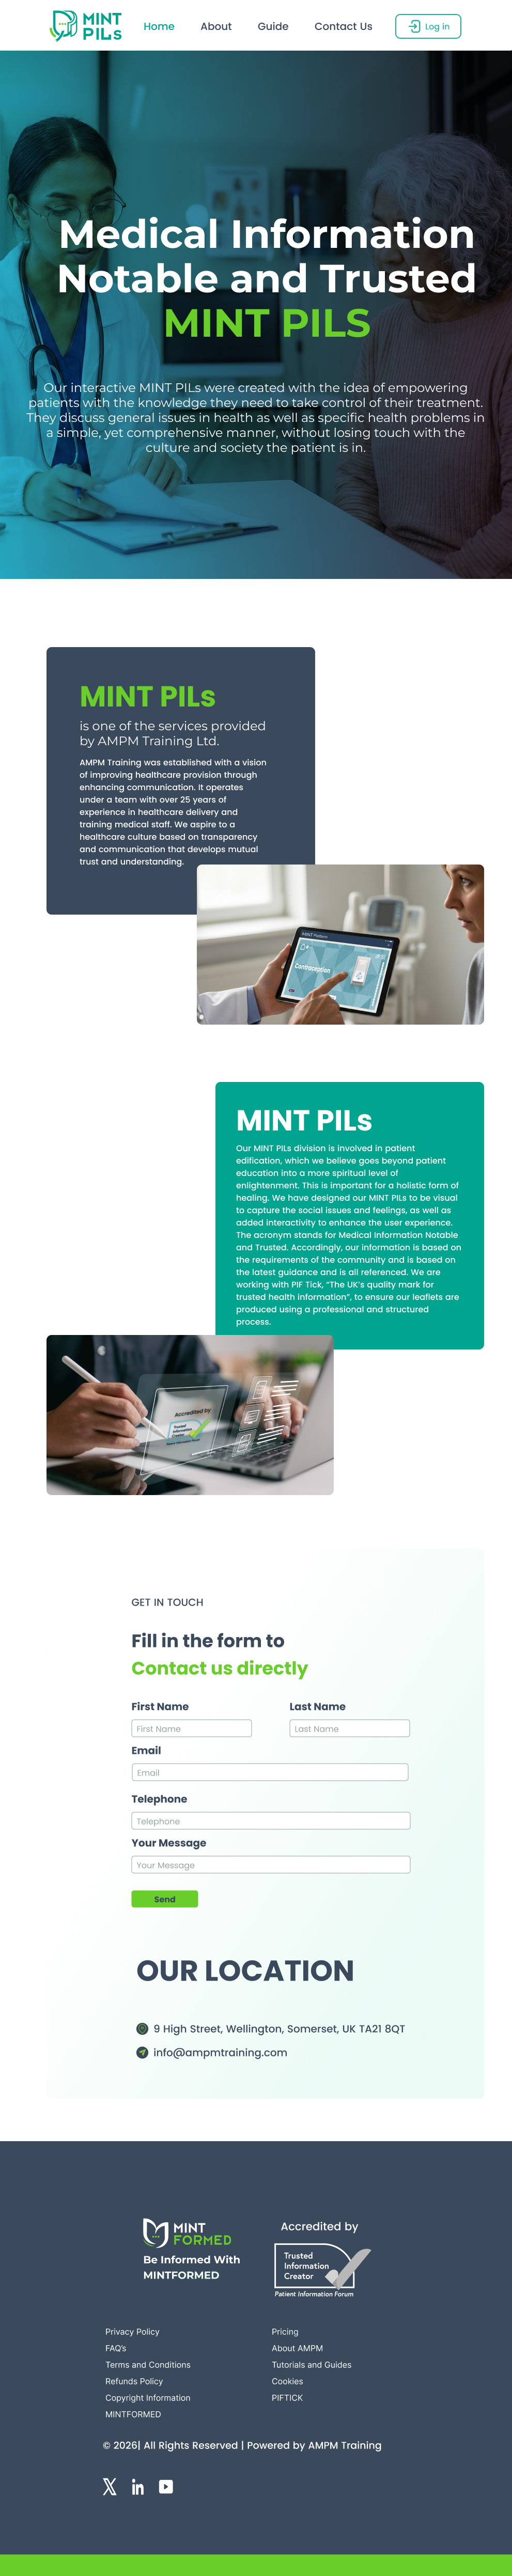 MINT
PILs
Home
About
Guide
Contact Us
Log in
Medical Information
Notable and Trusted
MINT PILS
Our interactive MINT PILs were created with the idea of empowering
patients with the knowledge they need to take control of their treatment.
They discuss general issues in health as well as specific health problems in
a simple, yet comprehensive manner, without losing touch with the
culture and society the patient is in.
MINT PILs
is one of the services provided
by AMPM Training Ltd.
AMPM Training was established with a vision
of improving healthcare provision through
enhancing communication. It operates
under a team with over 25 years of
experience in healthcare delivery and
training medical staff. We aspire to a
healthcare culture based on transparency
and communication that develops mutual
trust and understanding.
MINT Platform
Contraception
MINT PILs
Our MINT PILs division is involved in patient
edification, which we believe goes beyond patient
education into a more spiritual level of
enlightenment. This is important for a holistic form of
healing. We have designed our MINT PILs to be visual
to capture the social issues and feelings, as well as
added interactivity to enhance the user experience.
The acronym stands for Medical Information Notable
and Trusted. Accordingly, our information is based on
the requirements of the community and is based on
the latest guidance and is all referenced. We are
working with PIF Tick, “The UK’s quality mark for
trusted health information”, to ensure our leaflets are
produced using a professional and structured
process.
Accredited by
Trusted
Information
Creator
GET IN TOUCH
Fill in the form to
Contact us directly
First Name
Last Name
First Name
Last Name
Email
Email
Telephone
Telephone
Your Message
Your Message
Send
OUR LOCATION
9 High Street, Wellington, Somerset, UK TA21 8QT
info@ampmtraining.com
MINT
FORMED
Be Informed With
MINTFORMED
Accredited by
Trusted
Information
Creator
Patient Information Forum
Privacy Policy
FAQ's
Terms and Conditions
Refunds Policy
Copyright Information
MINTFORMED
Pricing
About AMPM
Tutorials and Guides
Cookies
PIFTICK
© 2026| All Rights Reserved | Powered by AMPM Training